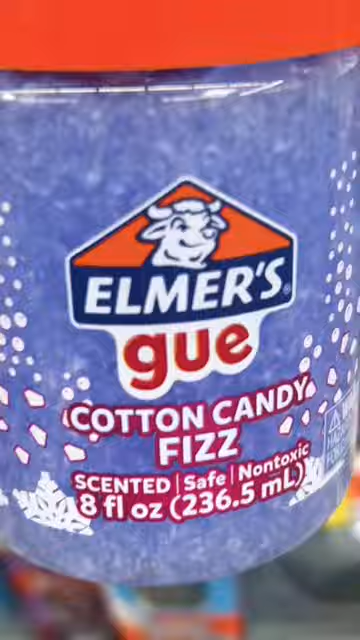 ELMER'S®
gue
COTTON CANDY
FIZZ
SCENTED | Safe | Nontoxic
8 fl oz (236.5 mL)